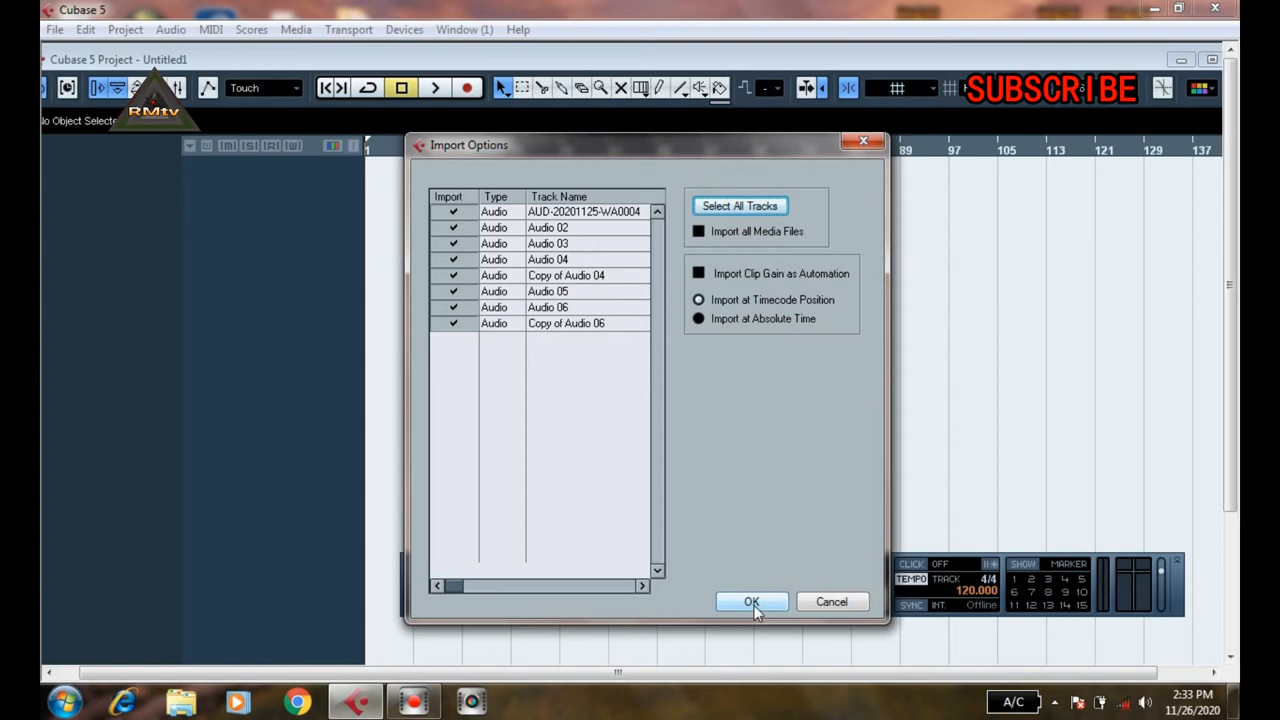 Cubase 5
File Edit Project Audio MIDI Scores Media Transport Devices Window (1) Help
Cubase 5 Project - Untitled1
Touch
SUBSCRIBE
RMtv
No Object Selecte
1 89 97 105 113 121 129 137
Import Options
Import Type Track Name
Audio AUD-20201125-WA0004
Audio Audio 02
Audio Audio 03
Audio Audio 04
Audio Copy of Audio 04
Audio Audio 05
Audio Audio 06
Audio Copy of Audio 06
Select All Tracks
Import all Media Files
Import Clip Gain as Automation
Import at Timecode Position
Import at Absolute Time
OK Cancel
CLICK OFF SHOW MARKER
TEMPO TRACK 4/4 1 2 3 4 5
120.000 6 7 8 9 10
SYNC INT. Offline 11 12 13 14 15
A/C
2:33 PM
11/26/2020